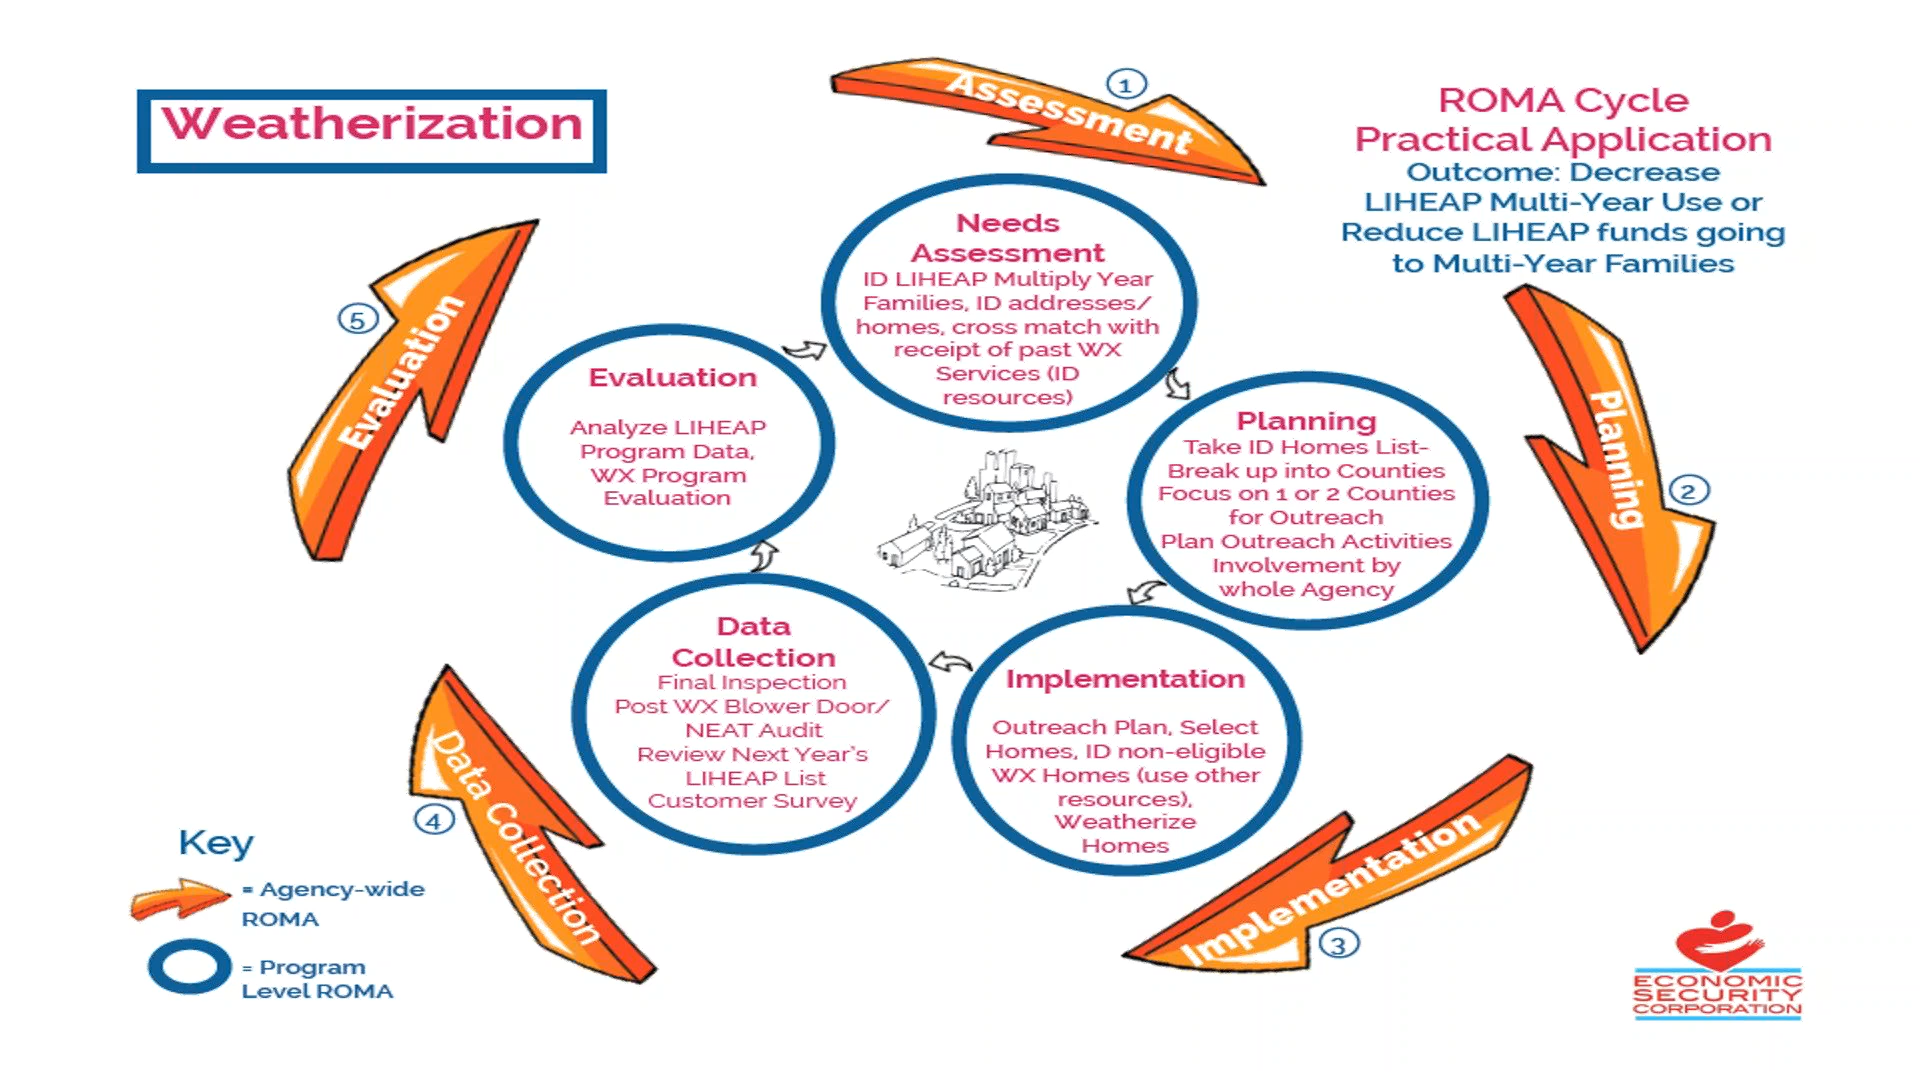 Weatherization
1
Assessment
ROMA Cycle
Practical Application
Outcome: Decrease
LIHEAP Multi-Year Use or
Reduce LIHEAP funds going
to Multi-Year Families
Needs
Assessment
ID LIHEAP Multiply Year
Families, ID addresses/
homes, cross match with
receipt of past WX
Services (ID
resources)
Planning
2
Planning
Take ID Homes List-
Break up into Counties
Focus on 1 or 2 Counties
for Outreach
Plan Outreach Activities
Involvement by
whole Agency
Implementation
3
Implementation
Outreach Plan, Select
Homes, ID non-eligible
WX Homes (use other
resources),
Weatherize
Homes
Data Collection
4
Data
Collection
Final Inspection
Post WX Blower Door/
NEAT Audit
Review Next Year's
LIHEAP List
Customer Survey
Evaluation
5
Evaluation
Analyze LIHEAP
Program Data,
WX Program
Evaluation
Key
= Agency-wide
ROMA
= Program
Level ROMA
ECONOMIC
SECURITY
CORPORATION